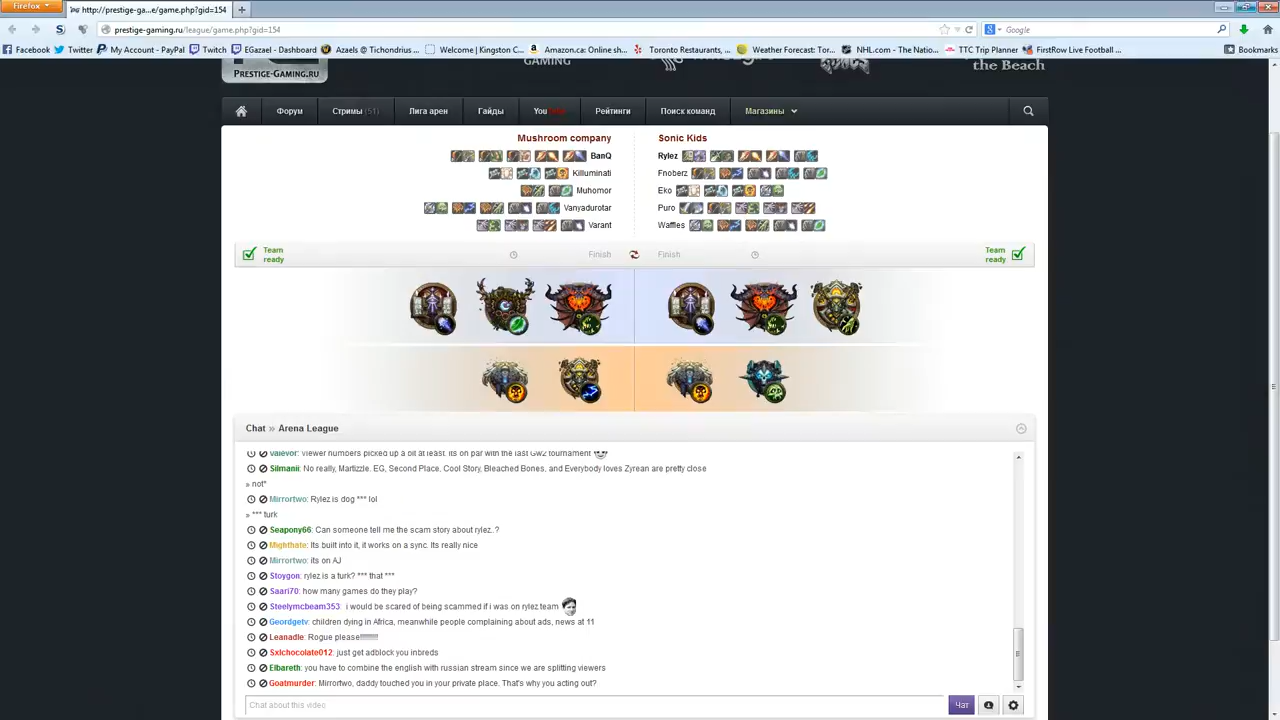 Firefox
http://prestige-ga...e/game.php?gid=154
prestige-gaming.ru/league/game.php?gid=154
Google
Facebook Twitter My Account - PayPal Twitch EGazael - Dashboard Azaels @ Tichondrius ... Welcome | Kingston C... Amazon.ca: Online sh... Toronto Restaurants, ... Weather Forecast: Tor... NHL.com - The Natio... TTC Trip Planner FirstRow Live Football ... Bookmarks
PRESTIGE-GAMING.RU
GAMING
the Beach
Форум Стримы (51) Лига арен Гайды You Рейтинги Поиск команд Магазины
Mushroom company Sonic Kids
BanQ Rylez
Killuminati Fnoberz
Muhomor Eko
Vanyadurotar Puro
Varant Waffles
Team ready Finish Finish Team ready
Chat » Arena League
Valevor: Viewer numbers picked up a bit at least. Its on par with the last Gw2 tournament
Silmanii: No really, Martizzle. EG, Second Place, Cool Story, Bleached Bones, and Everybody loves Zyrean are pretty close
» not*
Mirrortwo: Rylez is dog *** lol
» *** turk
Seapony66: Can someone tell me the scam story about rylez..?
Mighthate: Its built into it, it works on a sync. Its really nice
Mirrortwo: its on AJ
Stoygon: rylez is a turk? *** that ***
Saari70: how many games do they play?
Steelymcbeam353 i would be scared of being scammed if i was on rylez team
Geordgetv: children dying in Africa, meanwhile people complaining about ads, news at 11
Leanadle: Rogue please!!!!!!!!!
Sxlchocolate012: just get adblock you inbreds
Elbareth: you have to combine the english with russian stream since we are splitting viewers
Goatmurder: Mirrortwo, daddy touched you in your private place. That's why you acting out?
Chat about this video
Чат